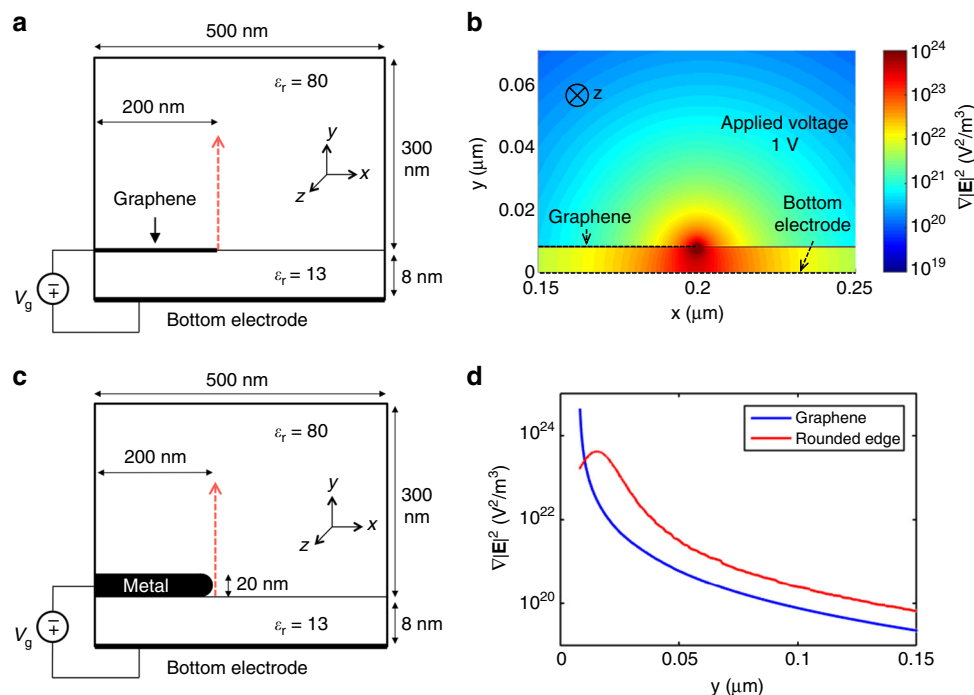 a
500 nm
εr = 80
200 nm
300
nm
y
x
z
Graphene
εr = 13
8 nm
Vg
Bottom electrode
b
z
Applied voltage
1 V
Graphene
Bottom
electrode
0.06
0.04
0.02
0
y (μm)
0.15
0.2
0.25
x (μm)
10^24
10^23
10^22
10^21
10^20
10^19
∇|E|^2 (V^2/m^3)
c
500 nm
εr = 80
200 nm
300
nm
y
x
z
Metal
20 nm
εr = 13
8 nm
Vg
Bottom electrode
d
Graphene
Rounded edge
10^24
10^22
10^20
∇|E|^2 (V^2/m^3)
0
0.05
0.1
0.15
y (μm)